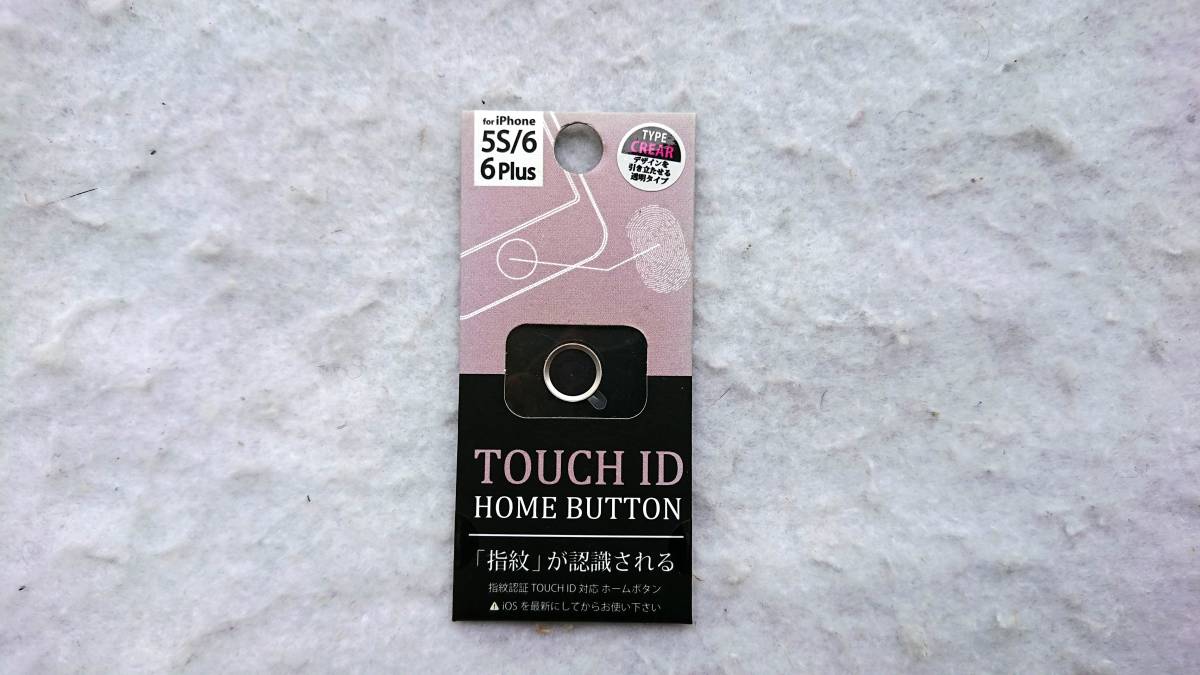 for iPhone
5S/6
6 Plus
TYPE
CREAR
デザインを
引き立たせる
透明タイプ
TOUCH ID
HOME BUTTON
「指紋」が認識される
指紋認証 TOUCH ID 対応 ホームボタン
⚠ iOS を最新にしてからお使い下さい